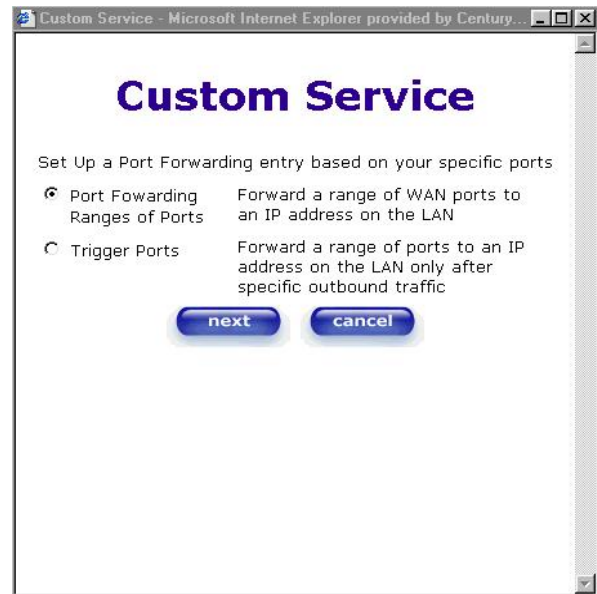 Custom Service - Microsoft Internet Explorer provided by Century...
Custom Service
Set Up a Port Forwarding entry based on your specific ports
Port Fowarding
Ranges of Ports
Forward a range of WAN ports to
an IP address on the LAN
Trigger Ports
Forward a range of ports to an IP
address on the LAN only after
specific outbound traffic
next
cancel